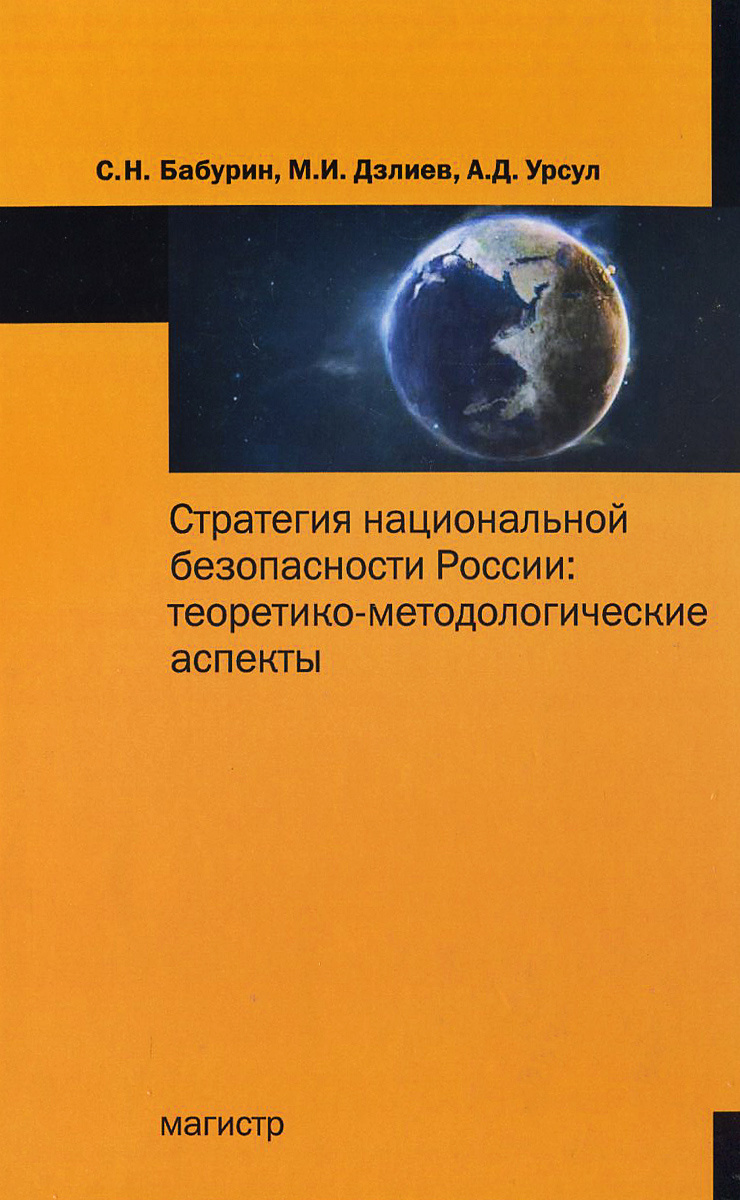 С.Н. Бабурин, М.И. Дзлиев, А.Д. Урсул
Стратегия национальной
безопасности России:
теоретико-методологические
аспекты
магистр